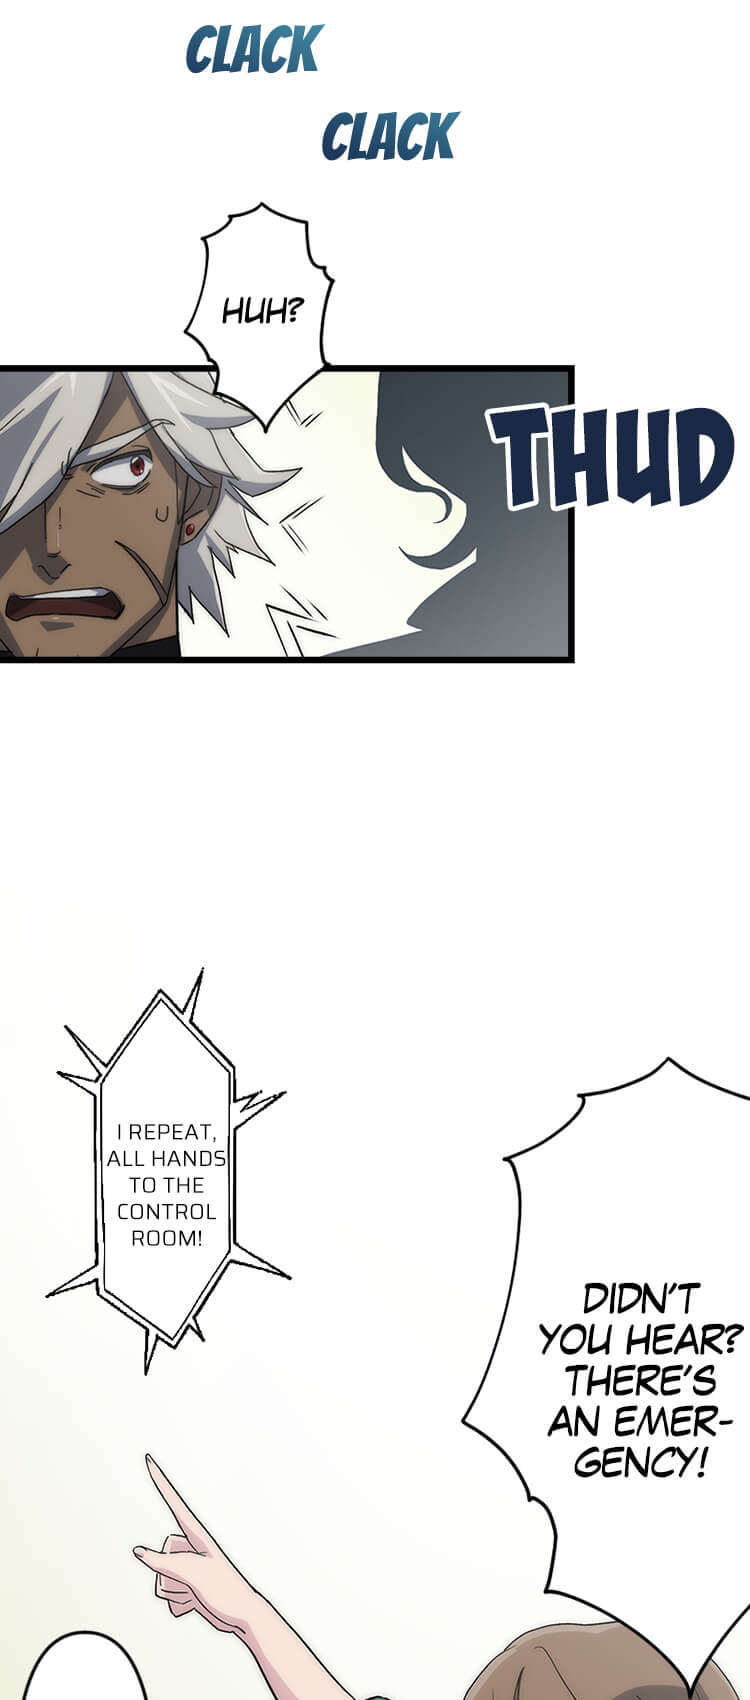 CLACK
CLACK
HUH?
THUD
I REPEAT,
ALL HANDS
TO THE
CONTROL
ROOM!
DIDN'T
YOU HEAR?
THERE'S
AN EMER-
GENCY!